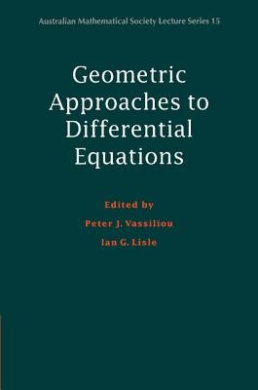 Australian Mathematical Society Lecture Series 15
Geometric
Approaches to
Differential
Equations
Edited by
Peter J. Vassiliou
Ian G. Lisle